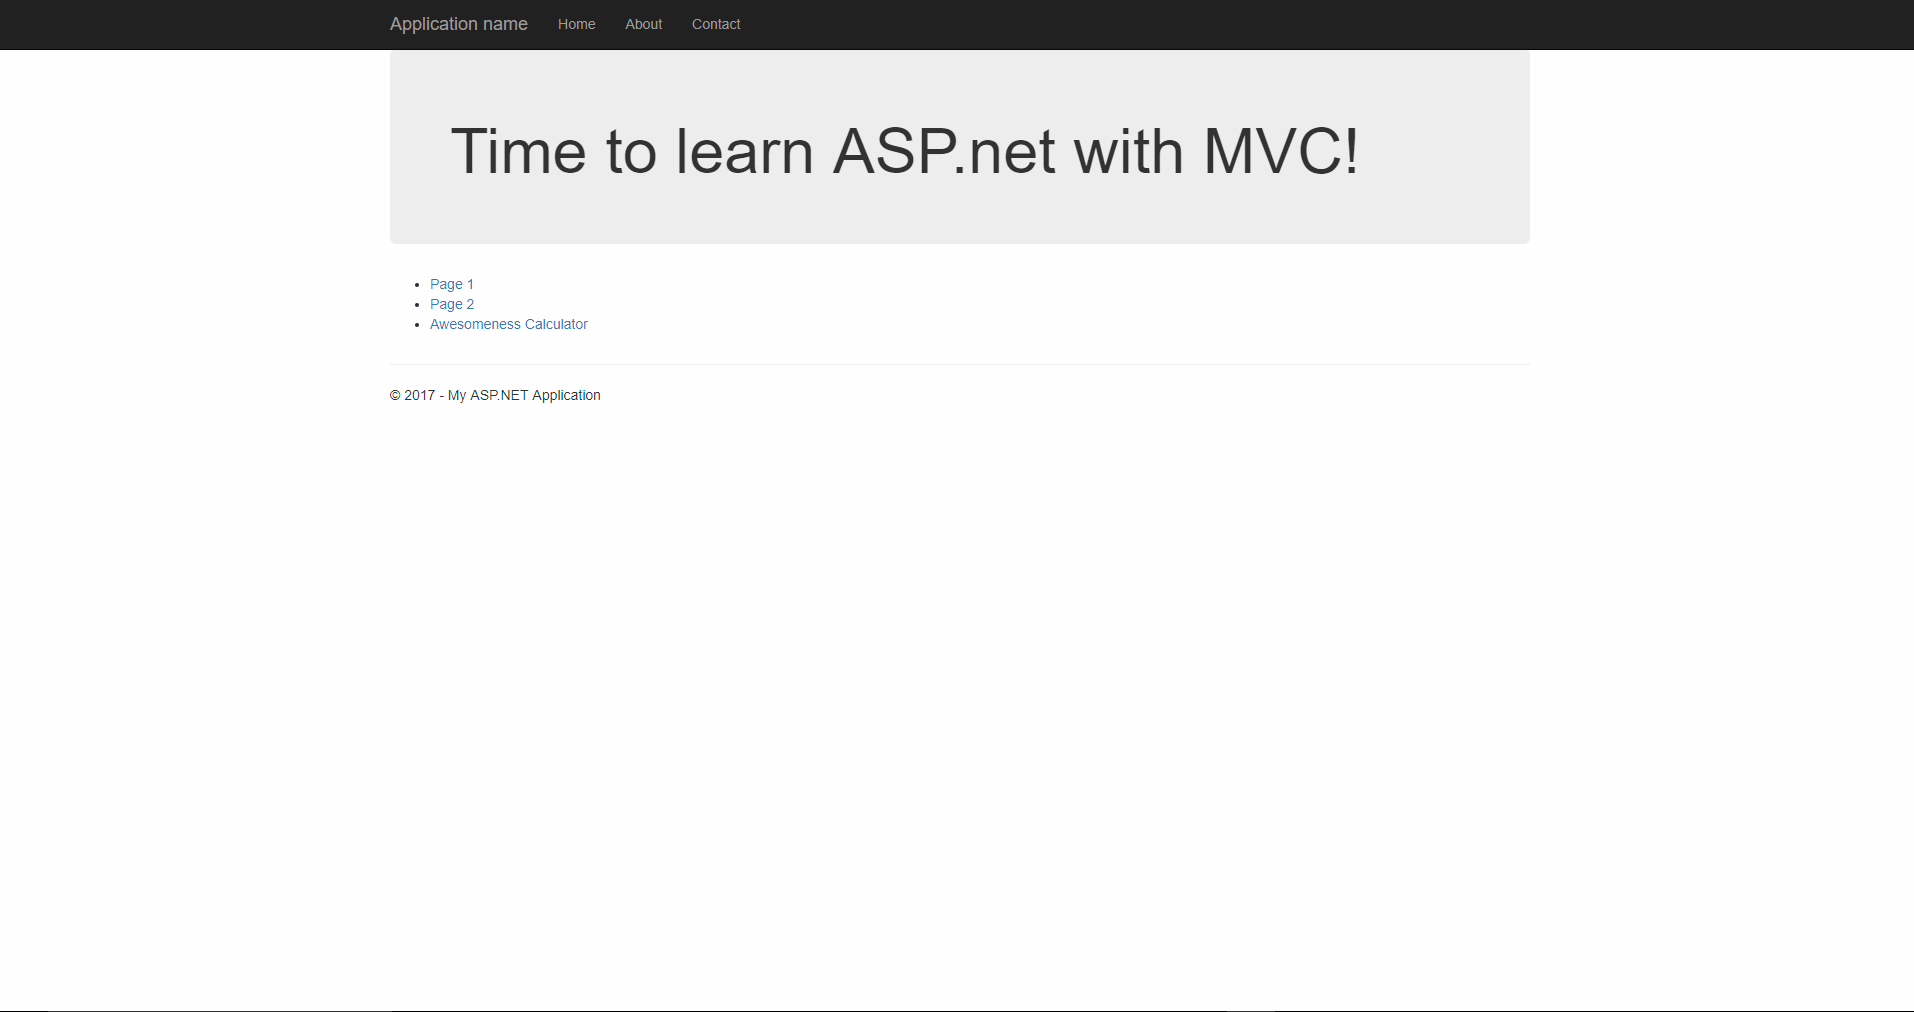 Application name Home About Contact
Time to learn ASP.net with MVC!
Page 1
Page 2
Awesomeness Calculator
© 2017 - My ASP.NET Application